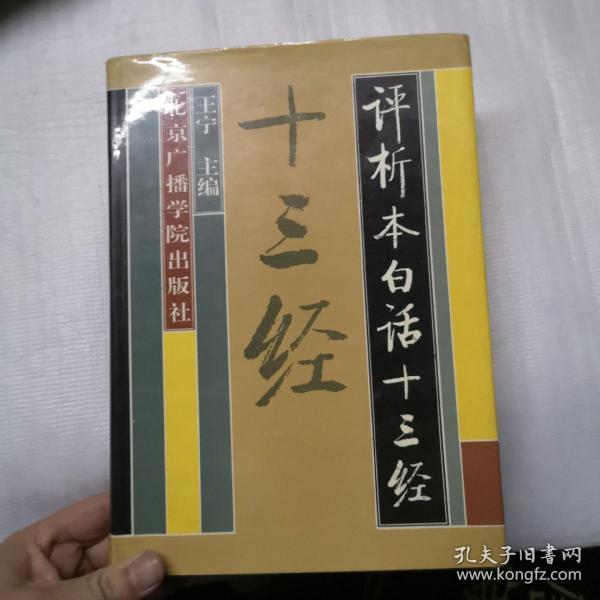 评析本白话十三经
十三经
王宁 主编
北京广播学院出版社
孔夫子旧书网
www.kongfz.com